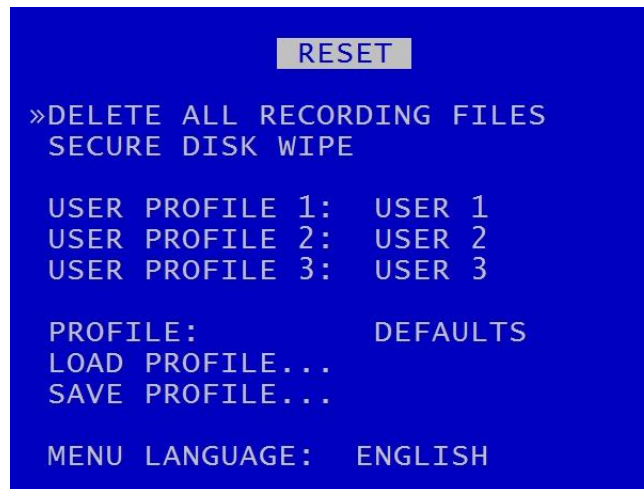 RESET
»DELETE ALL RECORDING FILES
SECURE DISK WIPE
USER PROFILE 1: USER 1
USER PROFILE 2: USER 2
USER PROFILE 3: USER 3
PROFILE: DEFAULTS
LOAD PROFILE...
SAVE PROFILE...
MENU LANGUAGE: ENGLISH